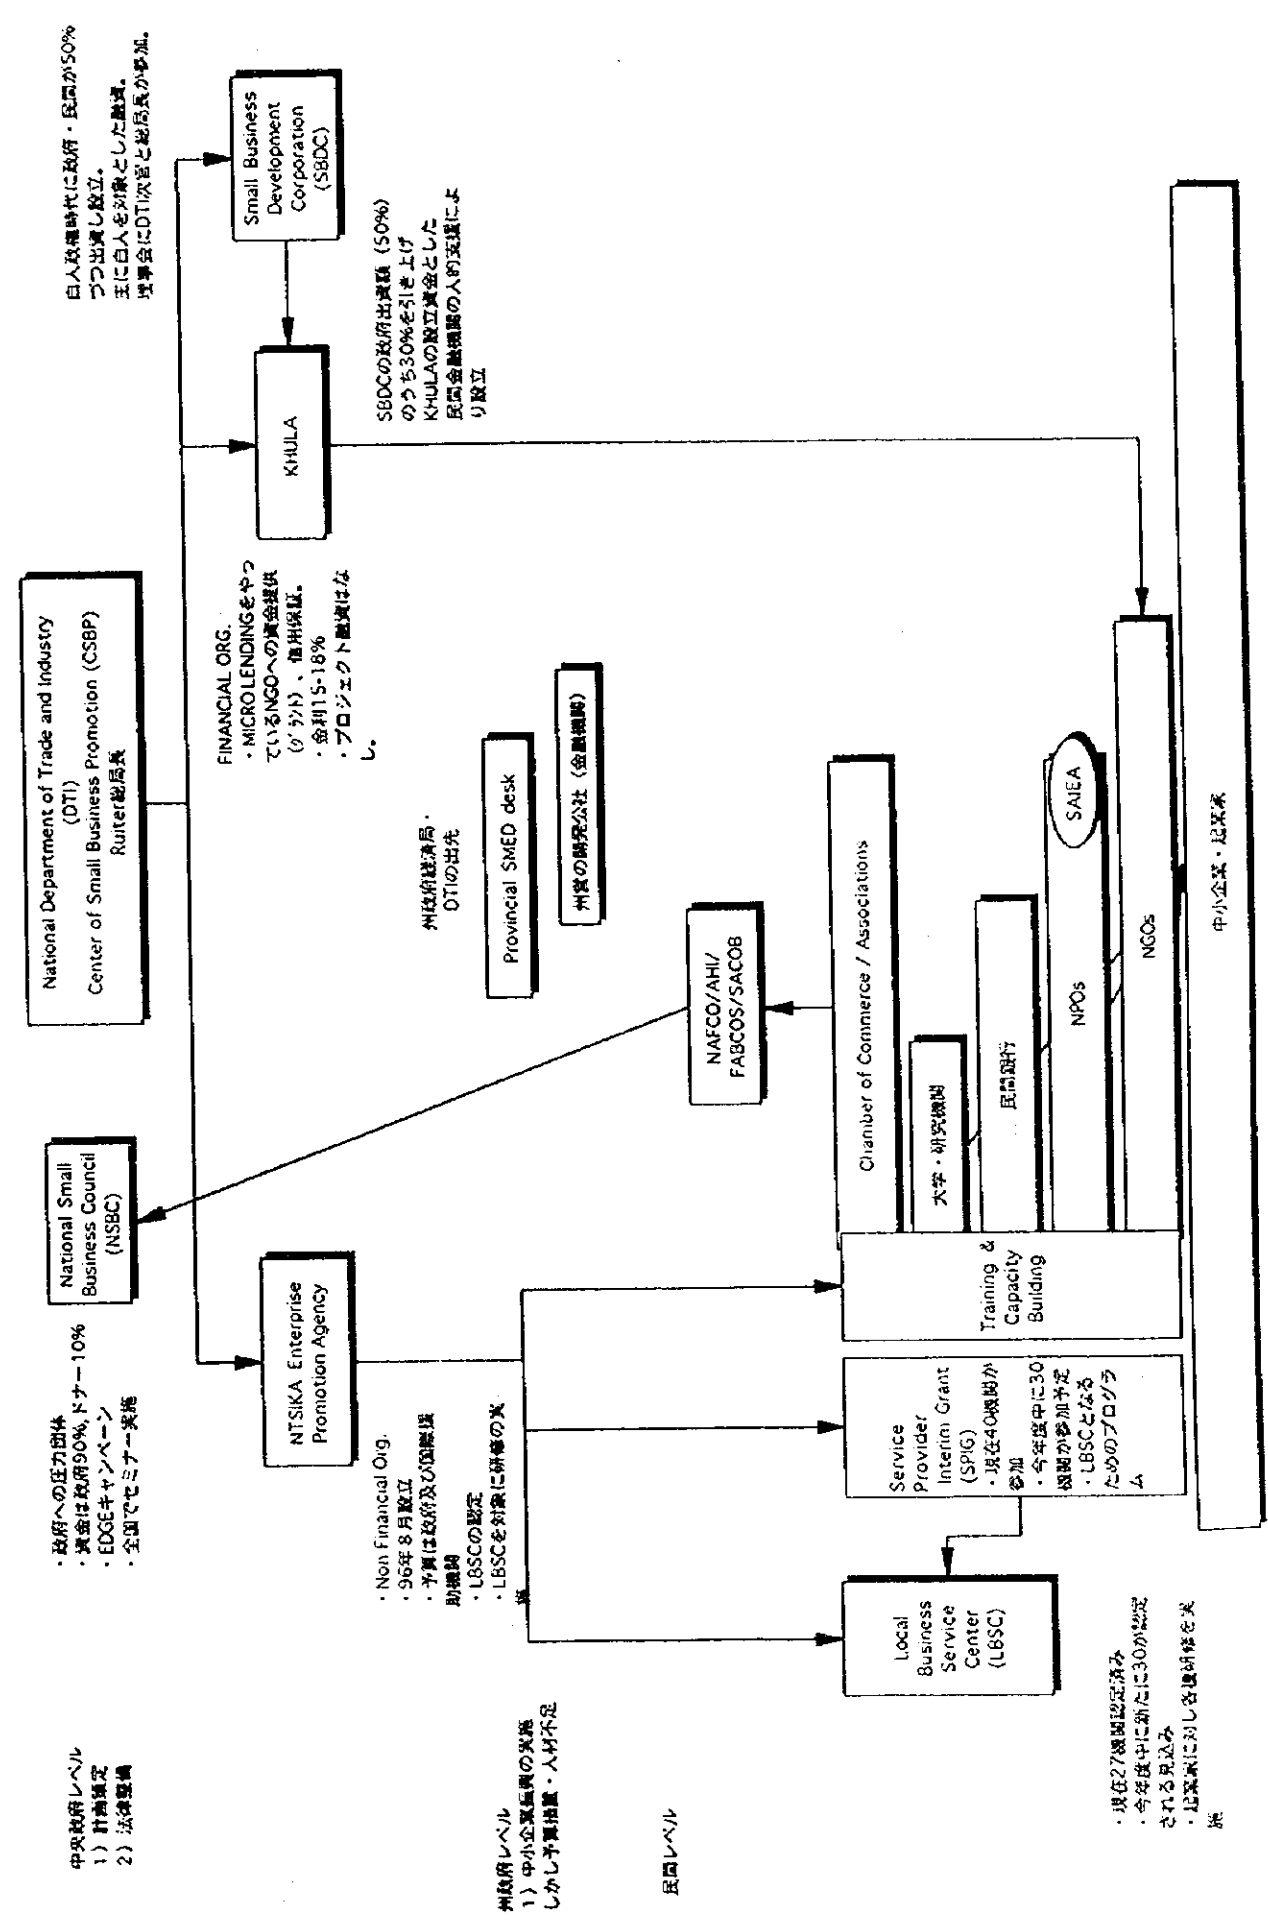 中央政府レベル
1）計画策定
2）法律整備
・政府への圧力団体
・資金は政府90%,ドナー10%
・EDGEキャンペーン
・全国でセミナー実施
National Small
Business Council
(NSBC)
National Department of Trade and Industry
(DTI)
Center of Small Business Promotion (CSBP)
Ruiter総局長
白人政権時代に政府・民間が50%
づつ出資し設立。
主に白人を対象とした融資。
理事会にDTI次官と総局長が参加。
NTSIKA Enterprise
Promotion Agency
FINANCIAL ORG.
・MICRO LENDINGをやっ
ているNGOへの資金提供
（ｸﾞﾗﾝﾄ）、信用保証。
・金利15-18%
・プロジェクト融資はな
し。
KHULA
Small Business
Development
Corporation
(SBDC)
・Non Financial Org.
・96年８月設立
・予算は政府及び国際援
助機関
・LBSCの認定
・LBSCを対象に研修の実
施
SBDCの政府出資額（50%）
のうち30%を引き上げ
KHULAの設立資金とした
民間金融機関の人的支援によ
り設立
州政府レベル
1）中小企業振興の実施
しかし予算措置・人材不足
州政府経済局・
DTIの出先
Provincial SMED desk
州営の開発公社（金融機関）
民間レベル
NAFCO/AHI/
FABCOS/SACOB
Local
Business
Service
Center
(LBSC)
Service
Provider
Interim Grant
(SPIG)
・現在40機関が
参加
・今年度中に30
機関が参加予定
・LBSCとなる
ためのプログラ
ム
Training &
Capacity
Building
Chamber of Commerce / Associations
大学・研究機関
民間銀行
NPOs
SAIEA
NGOs
・現在27機関認定済み
・今年度中に新たに30が認定
される見込み
・起業家に対し各種研修を実
施
中小企業・起業家